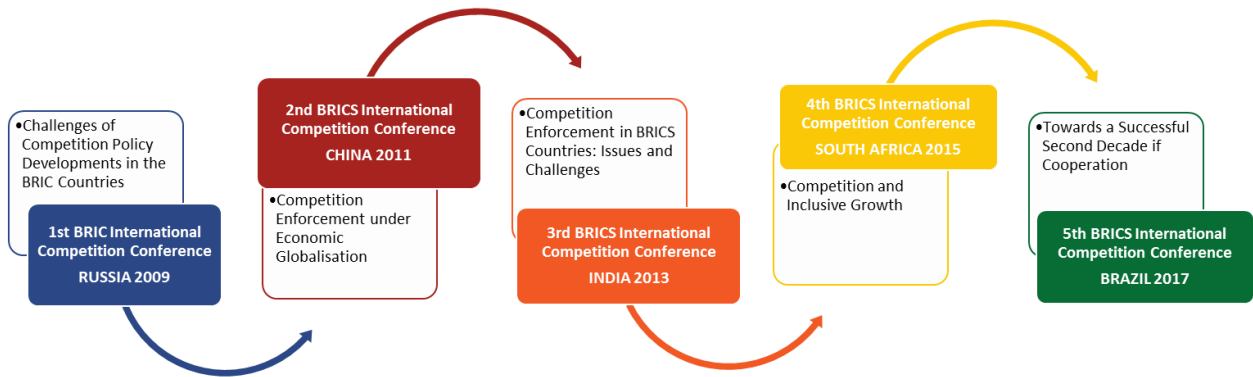 •Challenges of
Competition Policy
Developments in the
BRIC Countries
1st BRIC International
Competition Conference
RUSSIA 2009
2nd BRICS International
Competition Conference
CHINA 2011
•Competition
Enforcement under
Economic
Globalisation
•Competition
Enforcement in BRICS
Countries: Issues and
Challenges
3rd BRICS International
Competition Conference
INDIA 2013
4th BRICS International
Competition Conference
SOUTH AFRICA 2015
•Competition and
Inclusive Growth
•Towards a Successful
Second Decade if
Cooperation
5th BRICS International
Competition Conference
BRAZIL 2017